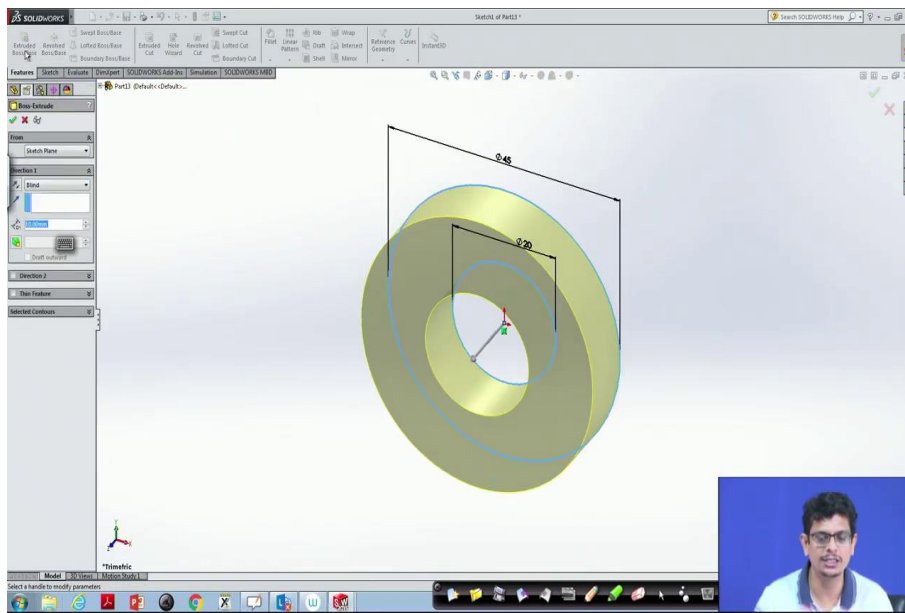 SOLIDWORKS
Sketch1 of Part13 *
Search SOLIDWORKS Help
Extruded Boss/Base
Revolved Boss/Base
Swept Boss/Base
Lofted Boss/Base
Boundary Boss/Base
Extruded Cut
Hole Wizard
Revolved Cut
Swept Cut
Lofted Cut
Boundary Cut
Fillet
Linear Pattern
Rib
Draft
Shell
Wrap
Intersect
Mirror
Reference Geometry
Curves
Instant3D
Features
Sketch
Evaluate
DimXpert
SOLIDWORKS Add-Ins
Simulation
SOLIDWORKS MBD
Part13 (Default<<Default>...
Boss-Extrude
?
From
Sketch Plane
Direction 1
Blind
Draft outward
Direction 2
Thin Feature
Selected Contours
Ø45
Ø20
Y
X
Z
*Trimetric
Model
3D Views
Motion Study 1
Select a handle to modify parameters